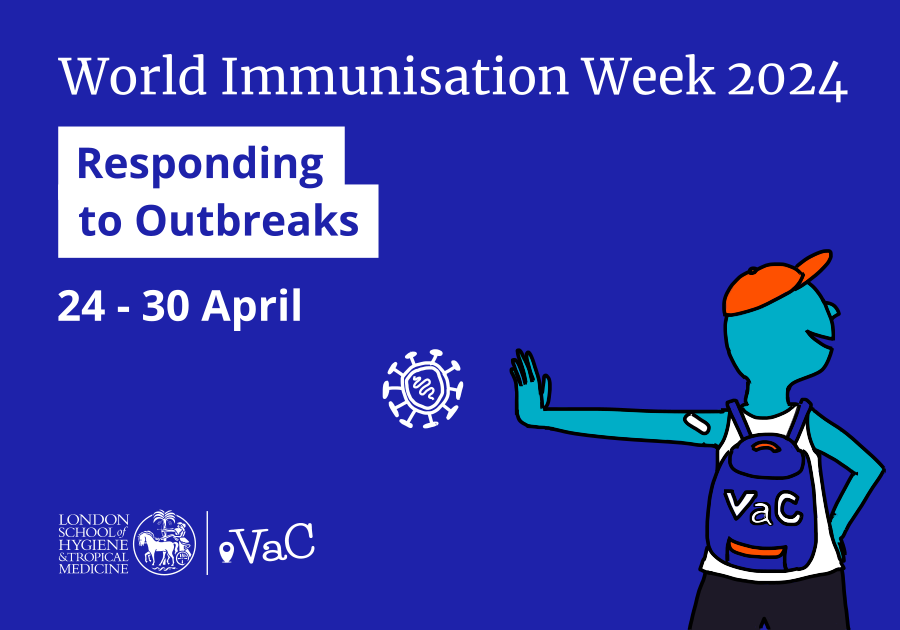 World Immunisation Week 2024
Responding
to Outbreaks
24 - 30 April
LONDON
SCHOOL of
HYGIENE
& TROPICAL
MEDICINE
VaC
VaC